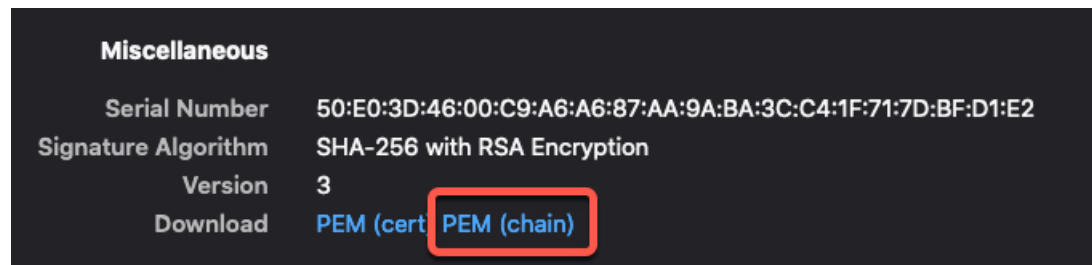 Miscellaneous
Serial Number 50:E0:3D:46:00:C9:A6:A6:87:AA:9A:BA:3C:C4:1F:71:7D:BF:D1:E2
Signature Algorithm SHA-256 with RSA Encryption
Version 3
Download PEM (cert) PEM (chain)